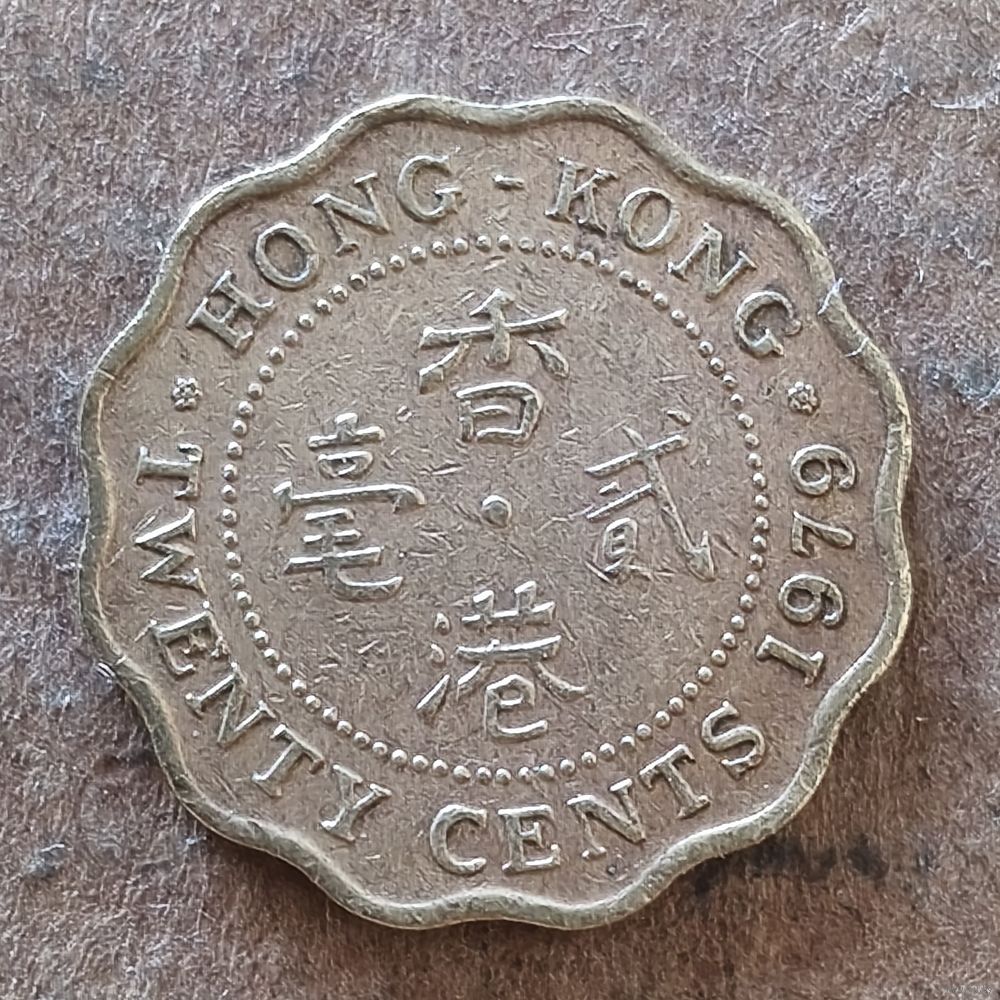 HONG-KONG
香
港
貳
毫
TWENTY CENTS 1979